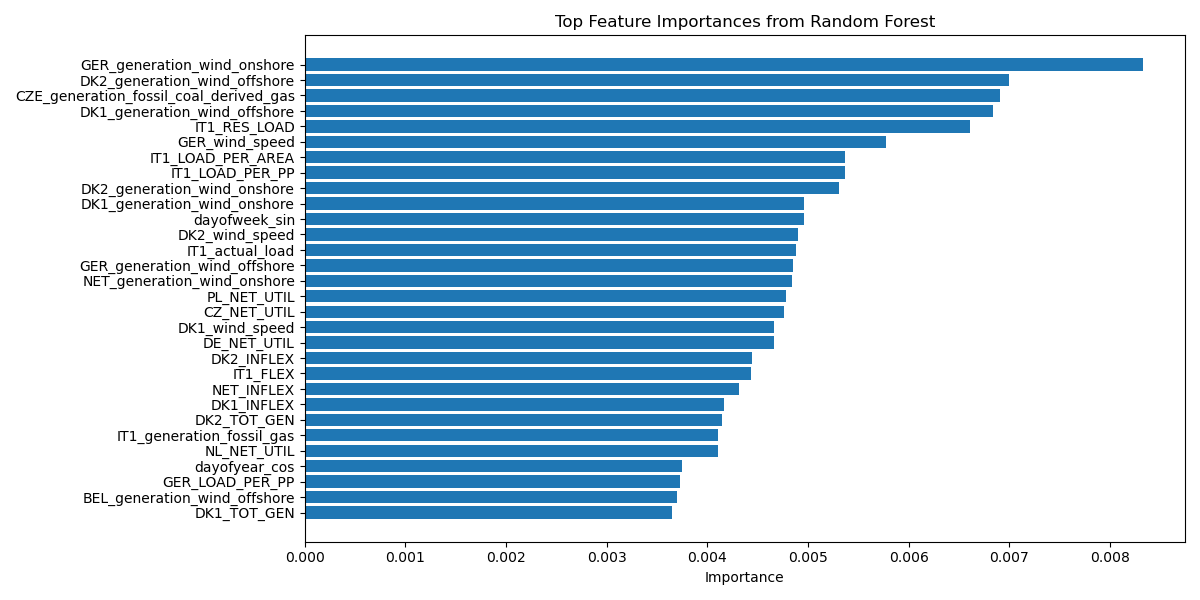 Top Feature Importances from Random Forest
GER_generation_wind_onshore
DK2_generation_wind_offshore
CZE_generation_fossil_coal_derived_gas
DK1_generation_wind_offshore
IT1_RES_LOAD
GER_wind_speed
IT1_LOAD_PER_AREA
IT1_LOAD_PER_PP
DK2_generation_wind_onshore
DK1_generation_wind_onshore
dayofweek_sin
DK2_wind_speed
IT1_actual_load
GER_generation_wind_offshore
NET_generation_wind_onshore
PL_NET_UTIL
CZ_NET_UTIL
DK1_wind_speed
DE_NET_UTIL
DK2_INFLEX
IT1_FLEX
NET_INFLEX
DK1_INFLEX
DK2_TOT_GEN
IT1_generation_fossil_gas
NL_NET_UTIL
dayofyear_cos
GER_LOAD_PER_PP
BEL_generation_wind_offshore
DK1_TOT_GEN
0.000 0.001 0.002 0.003 0.004 0.005 0.006 0.007 0.008
Importance